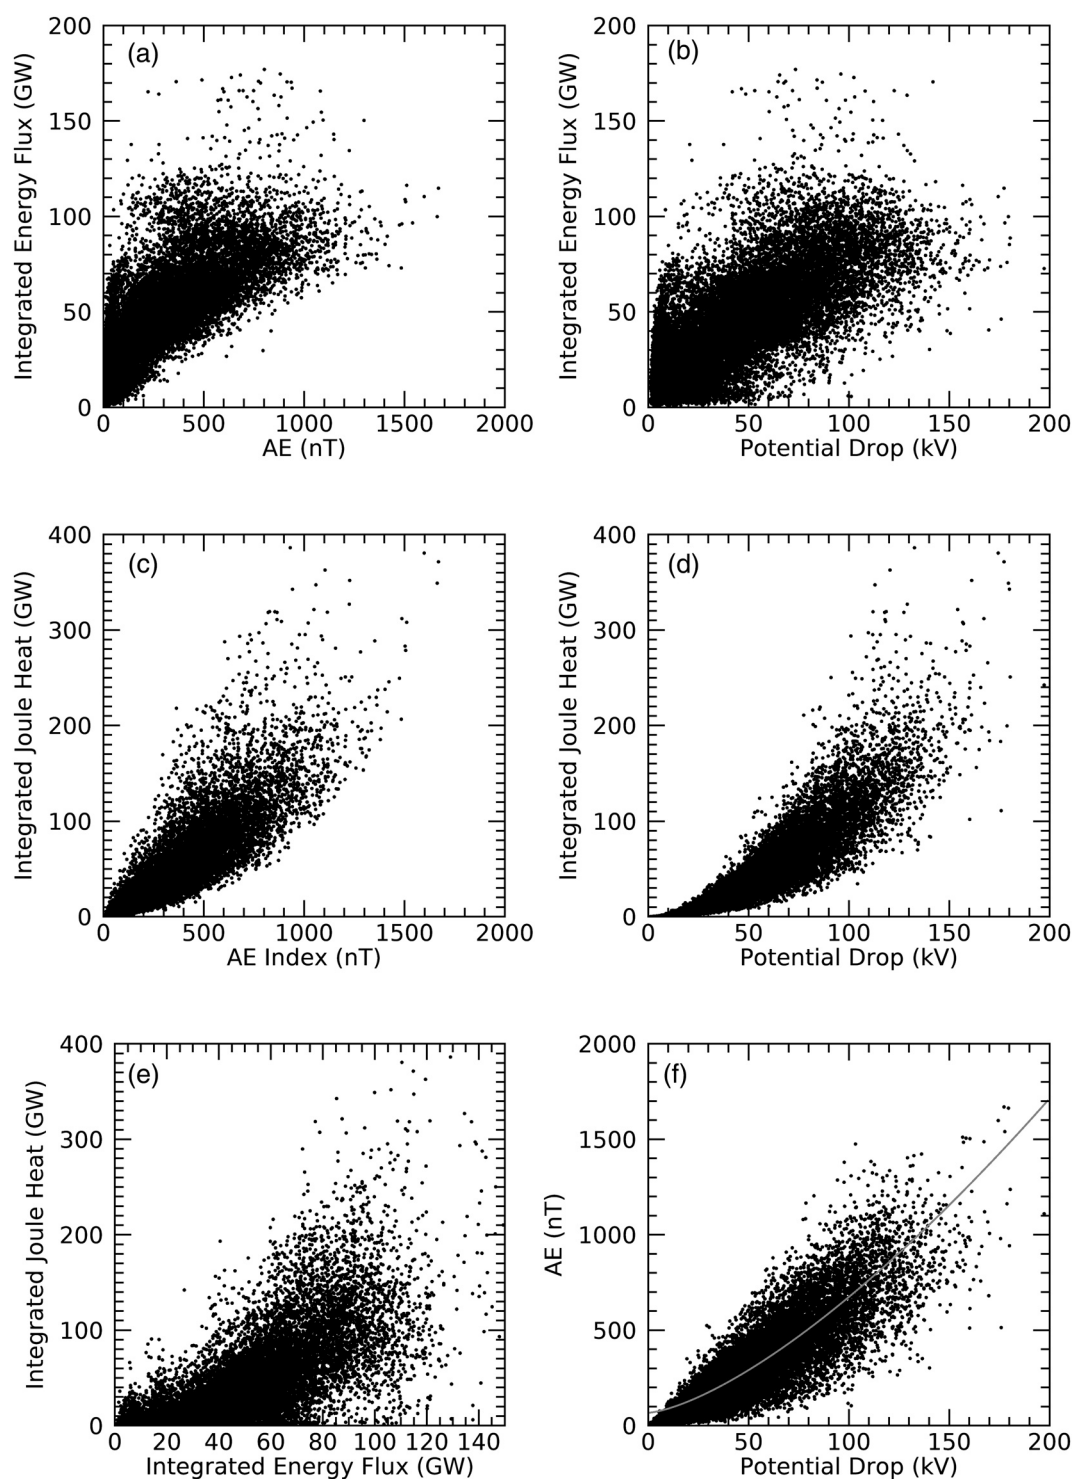 (a)
200
150
100
50
0
Integrated Energy Flux (GW)
0 500 1000 1500 2000
AE (nT)
(b)
200
150
100
50
0
Integrated Energy Flux (GW)
0 50 100 150 200
Potential Drop (kV)
(c)
400
300
200
100
0
Integrated Joule Heat (GW)
0 500 1000 1500 2000
AE Index (nT)
(d)
400
300
200
100
0
Integrated Joule Heat (GW)
0 50 100 150 200
Potential Drop (kV)
(e)
400
300
200
100
0
Integrated Joule Heat (GW)
0 20 40 60 80 100 120 140
Integrated Energy Flux (GW)
(f)
2000
1500
1000
500
0
AE (nT)
0 50 100 150 200
Potential Drop (kV)